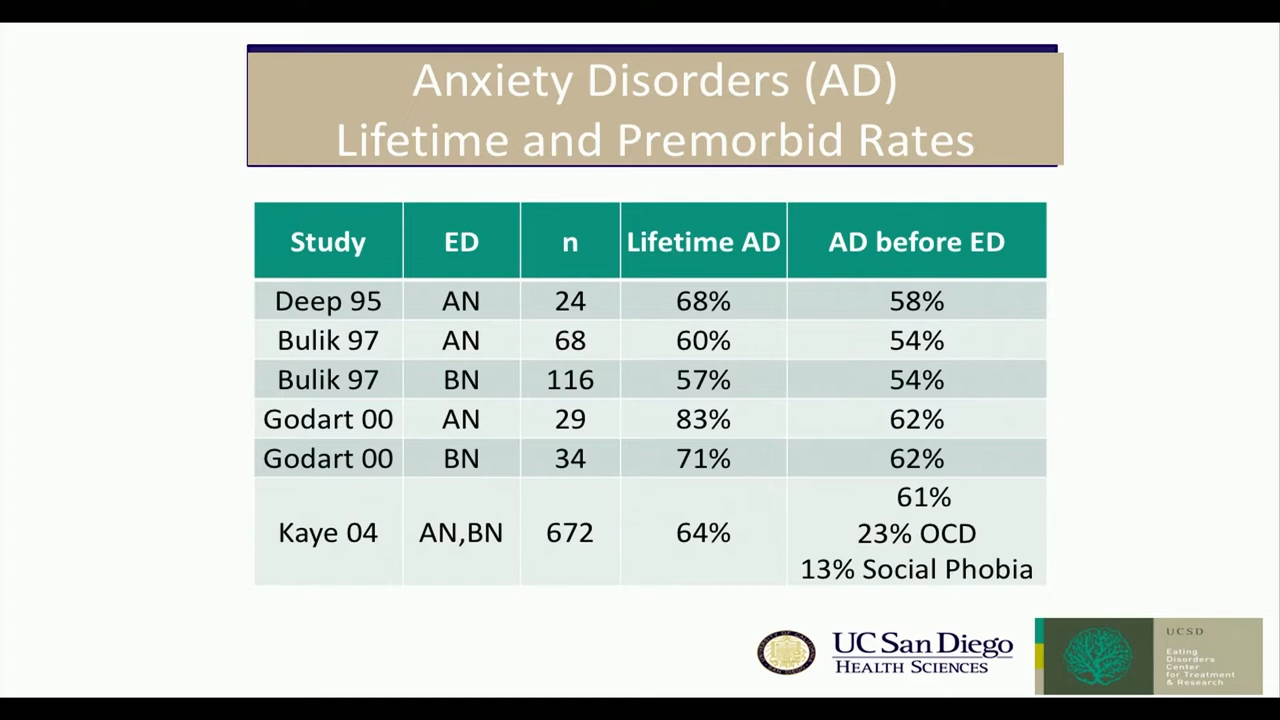 Anxiety Disorders (AD)
Lifetime and Premorbid Rates
Study ED n Lifetime AD AD before ED
Deep 95 AN 24 68% 58%
Bulik 97 AN 68 60% 54%
Bulik 97 BN 116 57% 54%
Godart 00 AN 29 83% 62%
Godart 00 BN 34 71% 62%
Kaye 04 AN,BN 672 64% 61%
23% OCD
13% Social Phobia
UC San Diego
HEALTH SCIENCES
UCSD
Eating
Disorders
Center
for Treatment
& Research